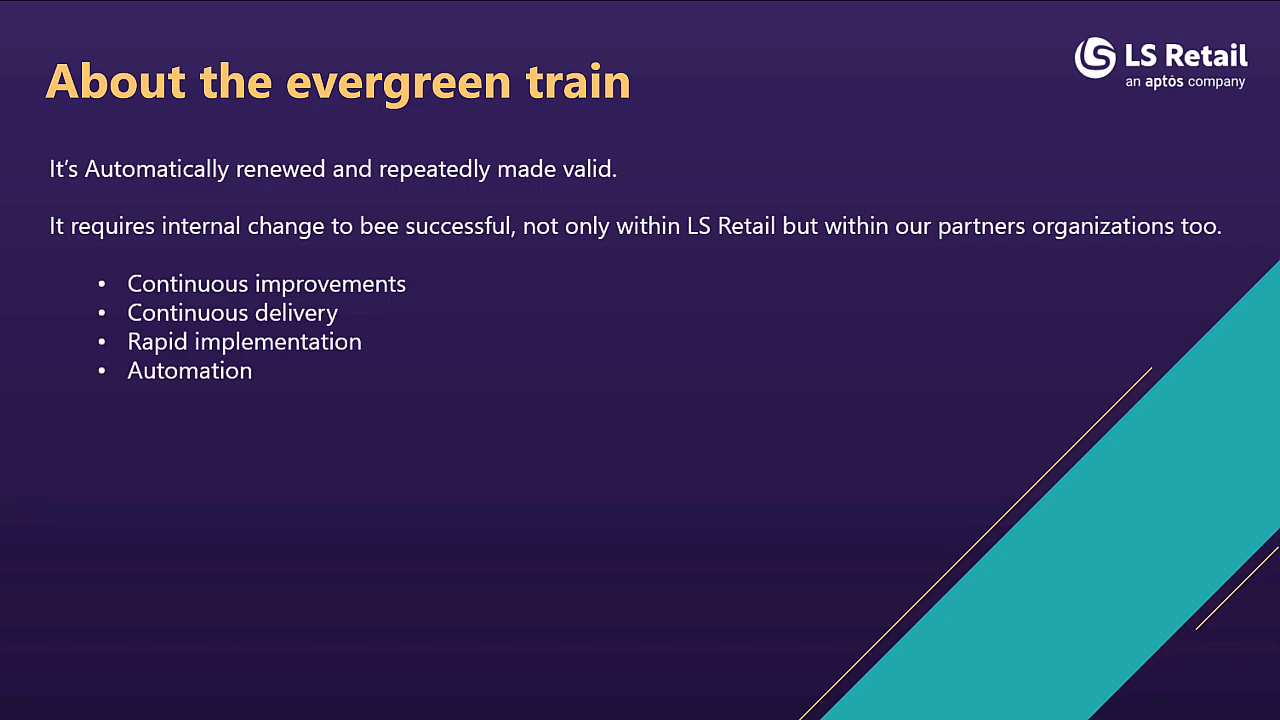 About the evergreen train
LS Retail
an aptos company
It's Automatically renewed and repeatedly made valid.
It requires internal change to bee successful, not only within LS Retail but within our partners organizations too.
• Continuous improvements
• Continuous delivery
• Rapid implementation
• Automation